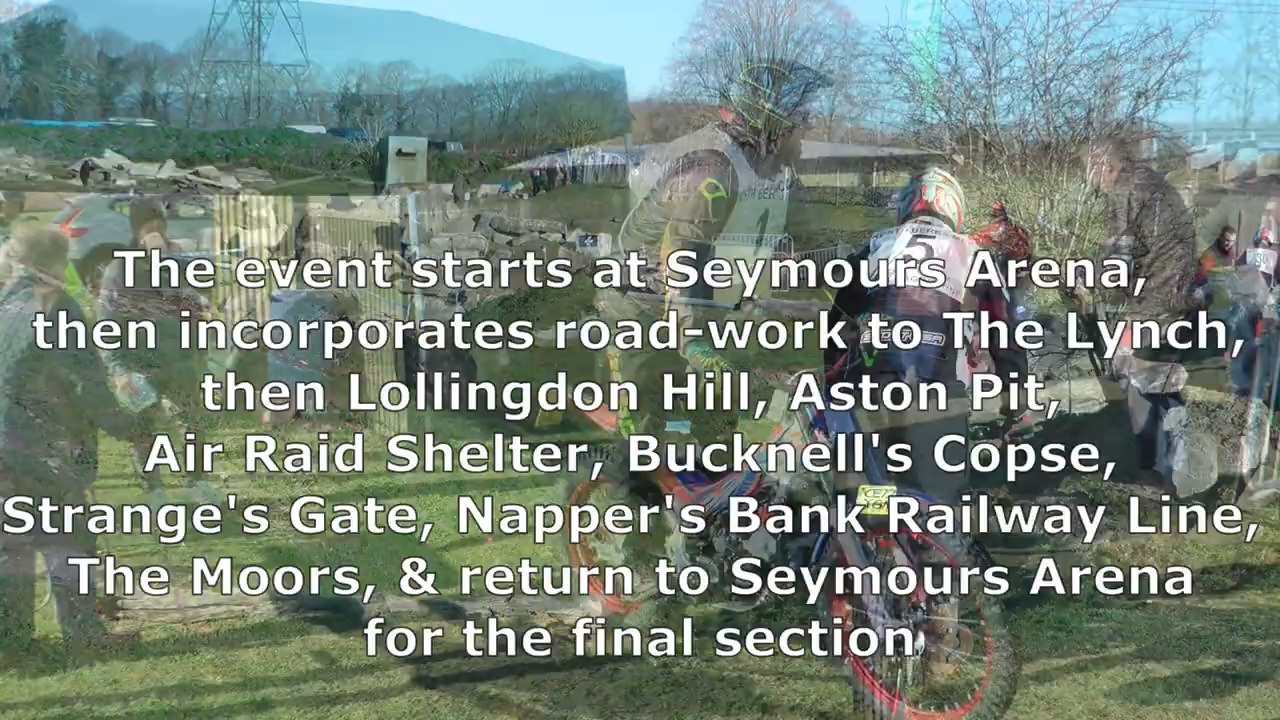 The event starts at Seymours Arena,
then incorporates road-work to The Lynch,
then Lollingdon Hill, Aston Pit,
Air Raid Shelter, Bucknell's Copse,
Strange's Gate, Napper's Bank Railway Line,
The Moors, & return to Seymours Arena
for the final section
5